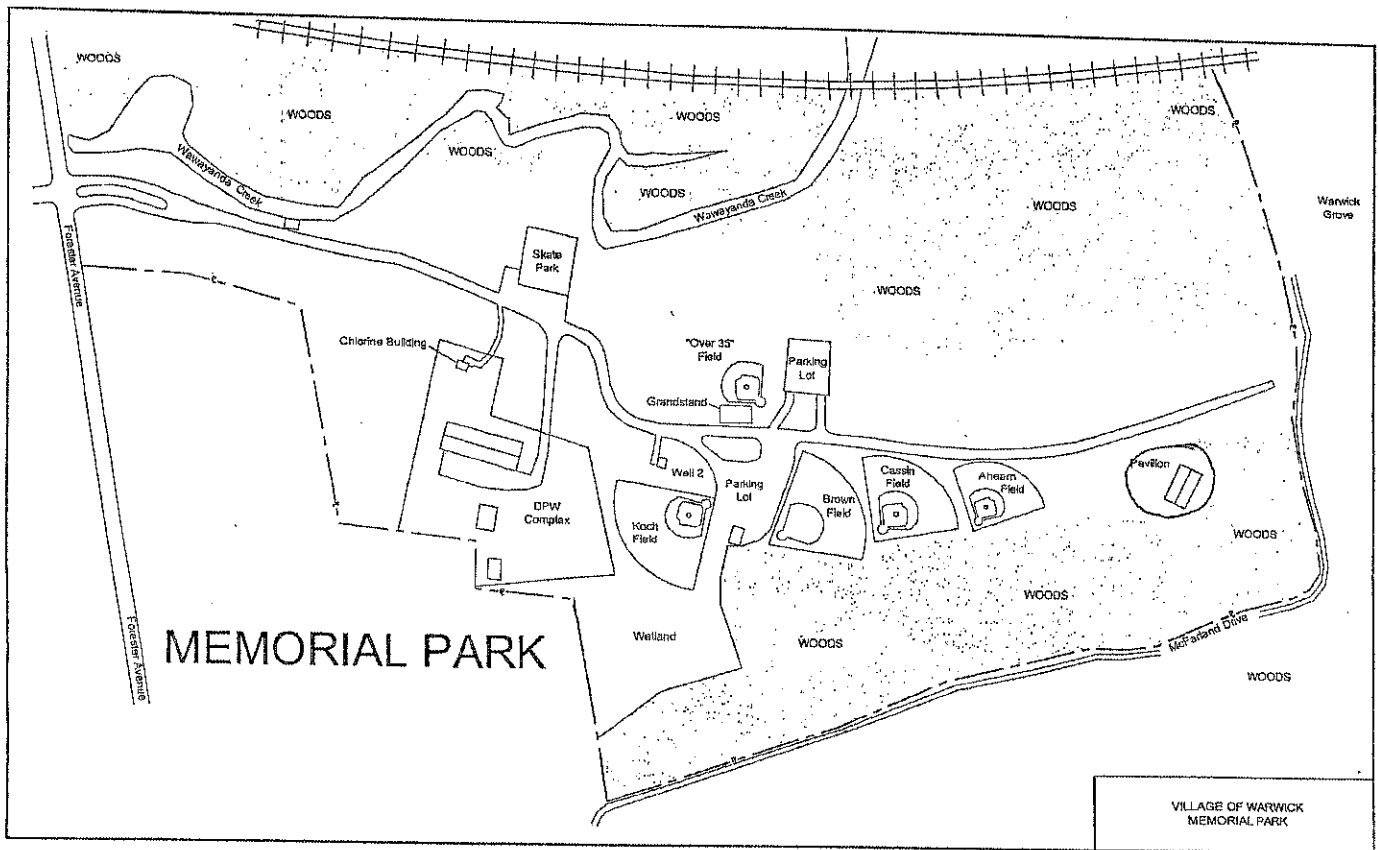 WOODS
WOODS
WOODS
WOODS
WOODS
WOODS
WOODS
WOODS
WOODS
Wawayanda Creek
Wawayanda Creek
Warwick
Grove
Forester Avenue
Skate
Park
Chlorine Building
"Over 35"
Field
Parking
Lot
Grandstand
Well 2
Parking
Lot
Koch
Field
Brown
Field
Cassin
Field
Ahearn
Field
Pavilion
DPW
Complex
WOODS
WOODS
WOODS
Wetland
McFarland Drive
WOODS
Forester Avenue
MEMORIAL PARK
VILLAGE OF WARWICK
MEMORIAL PARK